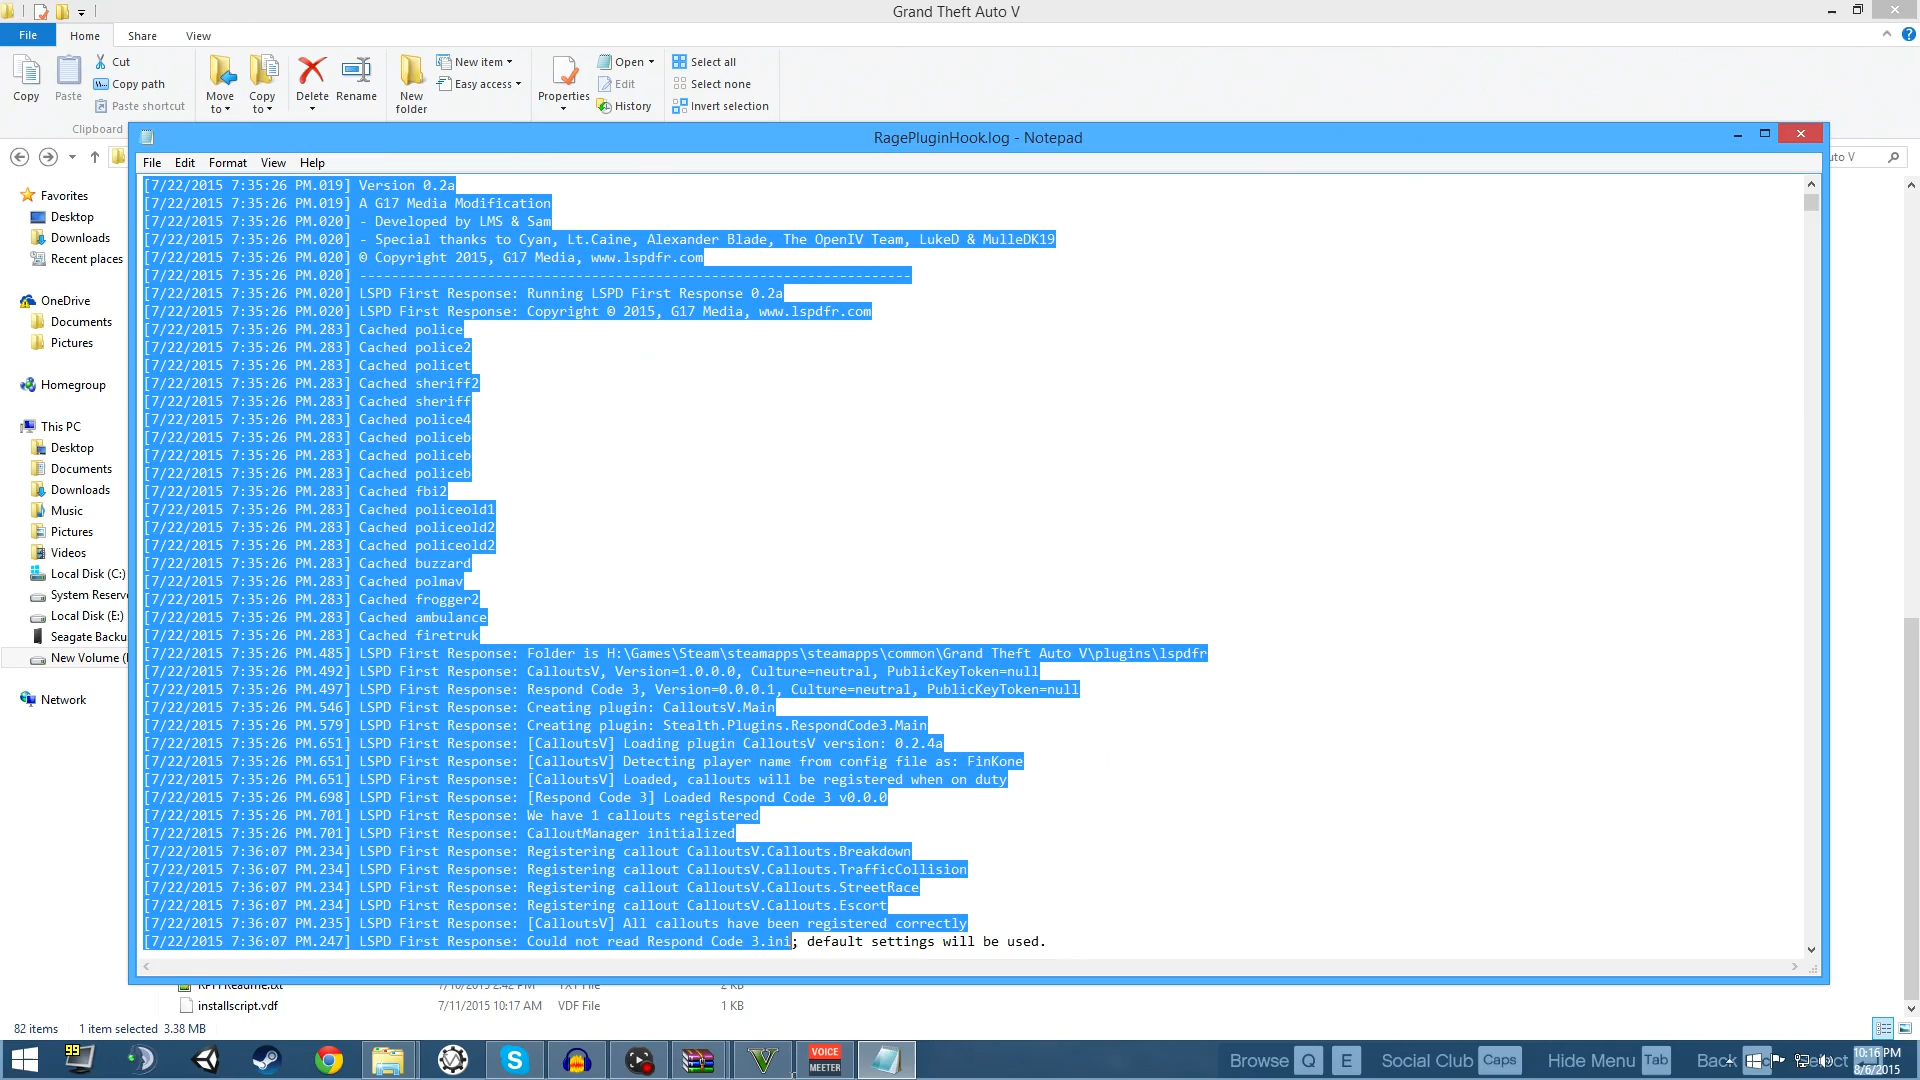 Grand Theft Auto V
File Home Share View
Copy
Paste
Cut
Copy path
Paste shortcut
Move to
Copy to
Delete
Rename
New folder
New item
Easy access
Properties
Open
Edit
History
Select all
Select none
Invert selection
Clipboard
RagePluginHook.log - Notepad
uto V
File Edit Format View Help
[7/22/2015 7:35:26 PM.019] Version 0.2a
[7/22/2015 7:35:26 PM.019] A G17 Media Modification
[7/22/2015 7:35:26 PM.020] - Developed by LMS & Sam
[7/22/2015 7:35:26 PM.020] - Special thanks to Cyan, Lt.Caine, Alexander Blade, The OpenIV Team, LukeD & MulleDK19
[7/22/2015 7:35:26 PM.020] © Copyright 2015, G17 Media, www.lspdfr.com
[7/22/2015 7:35:26 PM.020] ---------------------------------------------------------------------
[7/22/2015 7:35:26 PM.020] LSPD First Response: Running LSPD First Response 0.2a
[7/22/2015 7:35:26 PM.020] LSPD First Response: Copyright © 2015, G17 Media, www.lspdfr.com
[7/22/2015 7:35:26 PM.283] Cached police
[7/22/2015 7:35:26 PM.283] Cached police2
[7/22/2015 7:35:26 PM.283] Cached policet
[7/22/2015 7:35:26 PM.283] Cached sheriff2
[7/22/2015 7:35:26 PM.283] Cached sheriff
[7/22/2015 7:35:26 PM.283] Cached police4
[7/22/2015 7:35:26 PM.283] Cached policeb
[7/22/2015 7:35:26 PM.283] Cached policeb
[7/22/2015 7:35:26 PM.283] Cached policeb
[7/22/2015 7:35:26 PM.283] Cached fbi2
[7/22/2015 7:35:26 PM.283] Cached policeold1
[7/22/2015 7:35:26 PM.283] Cached policeold2
[7/22/2015 7:35:26 PM.283] Cached policeold2
[7/22/2015 7:35:26 PM.283] Cached buzzard
[7/22/2015 7:35:26 PM.283] Cached polmav
[7/22/2015 7:35:26 PM.283] Cached frogger2
[7/22/2015 7:35:26 PM.283] Cached ambulance
[7/22/2015 7:35:26 PM.283] Cached firetruk
[7/22/2015 7:35:26 PM.485] LSPD First Response: Folder is H:\Games\Steam\steamapps\steamapps\common\Grand Theft Auto V\plugins\lspdfr
[7/22/2015 7:35:26 PM.492] LSPD First Response: CalloutsV, Version=1.0.0.0, Culture=neutral, PublicKeyToken=null
[7/22/2015 7:35:26 PM.497] LSPD First Response: Respond Code 3, Version=0.0.0.1, Culture=neutral, PublicKeyToken=null
[7/22/2015 7:35:26 PM.546] LSPD First Response: Creating plugin: CalloutsV.Main
[7/22/2015 7:35:26 PM.579] LSPD First Response: Creating plugin: Stealth.Plugins.RespondCode3.Main
[7/22/2015 7:35:26 PM.651] LSPD First Response: [CalloutsV] Loading plugin CalloutsV version: 0.2.4a
[7/22/2015 7:35:26 PM.651] LSPD First Response: [CalloutsV] Detecting player name from config file as: FinKone
[7/22/2015 7:35:26 PM.651] LSPD First Response: [CalloutsV] Loaded, callouts will be registered when on duty
[7/22/2015 7:35:26 PM.698] LSPD First Response: [Respond Code 3] Loaded Respond Code 3 v0.0.0
[7/22/2015 7:35:26 PM.701] LSPD First Response: We have 1 callouts registered
[7/22/2015 7:35:26 PM.701] LSPD First Response: CalloutManager initialized
[7/22/2015 7:36:07 PM.234] LSPD First Response: Registering callout CalloutsV.Callouts.Breakdown
[7/22/2015 7:36:07 PM.234] LSPD First Response: Registering callout CalloutsV.Callouts.TrafficCollision
[7/22/2015 7:36:07 PM.234] LSPD First Response: Registering callout CalloutsV.Callouts.StreetRace
[7/22/2015 7:36:07 PM.234] LSPD First Response: Registering callout CalloutsV.Callouts.Escort
[7/22/2015 7:36:07 PM.235] LSPD First Response: [CalloutsV] All callouts have been registered correctly
[7/22/2015 7:36:07 PM.247] LSPD First Response: Could not read Respond Code 3.ini; default settings will be used.
Favorites
Desktop
Downloads
Recent places
OneDrive
Documents
Pictures
Homegroup
This PC
Desktop
Documents
Downloads
Music
Pictures
Videos
Local Disk (C:)
System Reserv
Local Disk (E:)
Seagate Backu
New Volume (
Network
installscript.vdf 7/11/2015 10:17 AM VDF File 1 KB
82 items 1 item selected 3.38 MB
99
VOICE
MEETER
Browse Q E Social Club Caps Hide Menu Tab Back
10:16 PM
8/6/2015